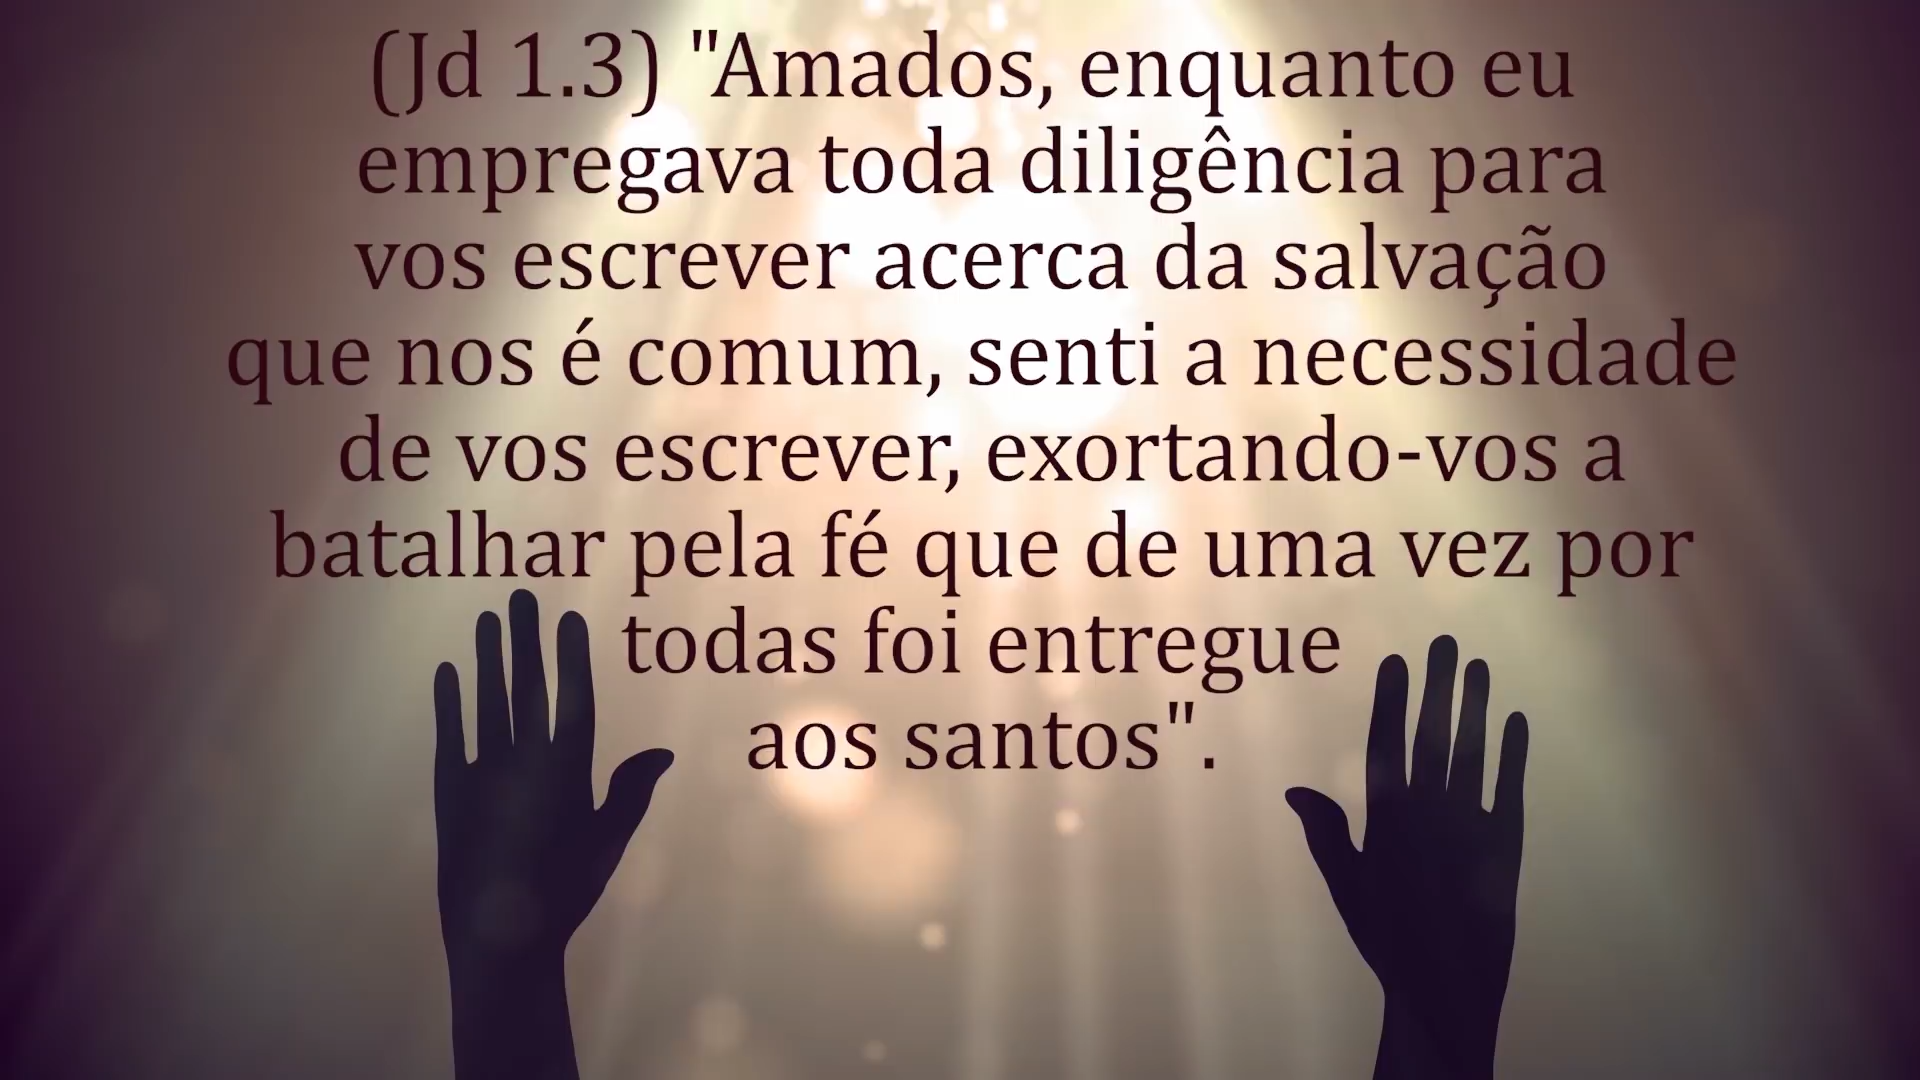 (Jd 1.3) "Amados, enquanto eu
empregava toda diligência para
vos escrever acerca da salvação
que nos é comum, senti a necessidade
de vos escrever, exortando-vos a
batalhar pela fé que de uma vez por
todas foi entregue
aos santos".